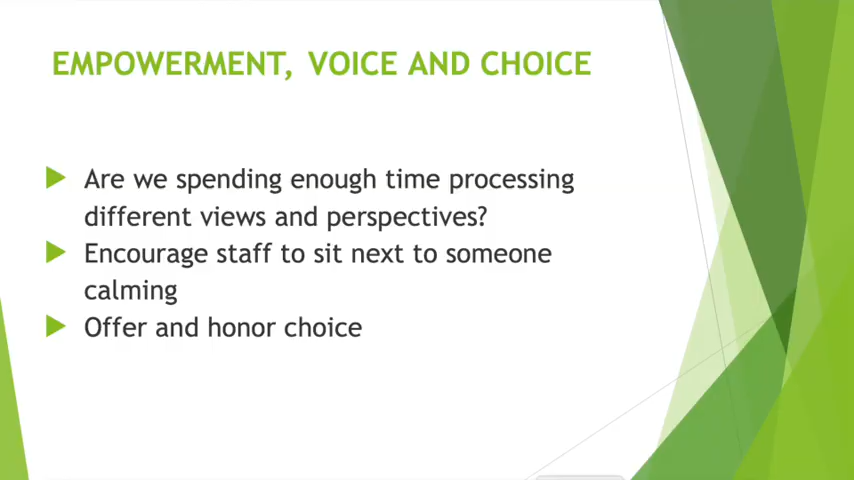 EMPOWERMENT, VOICE AND CHOICE
Are we spending enough time processing
different views and perspectives?
Encourage staff to sit next to someone
calming
Offer and honor choice